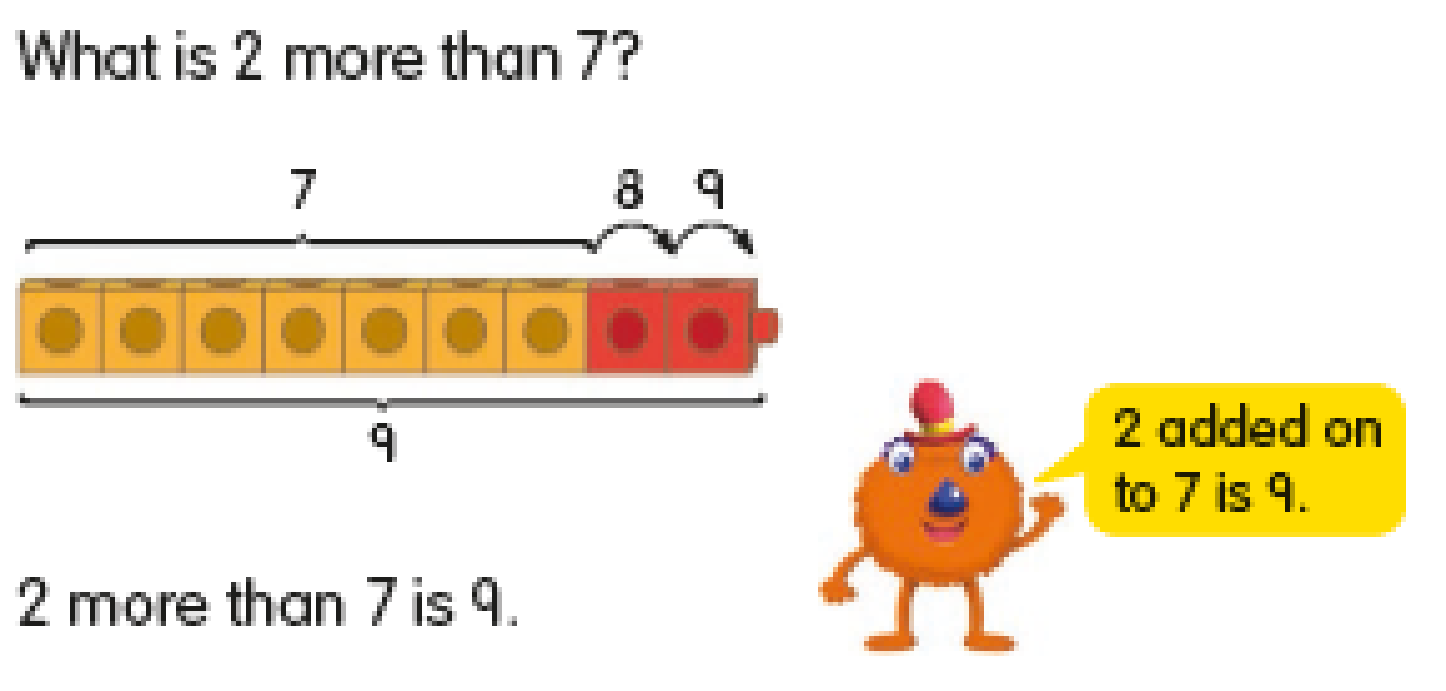 What is 2 more than 7?
7 8 9
9
2 added on
to 7 is 9.
2 more than 7 is 9.